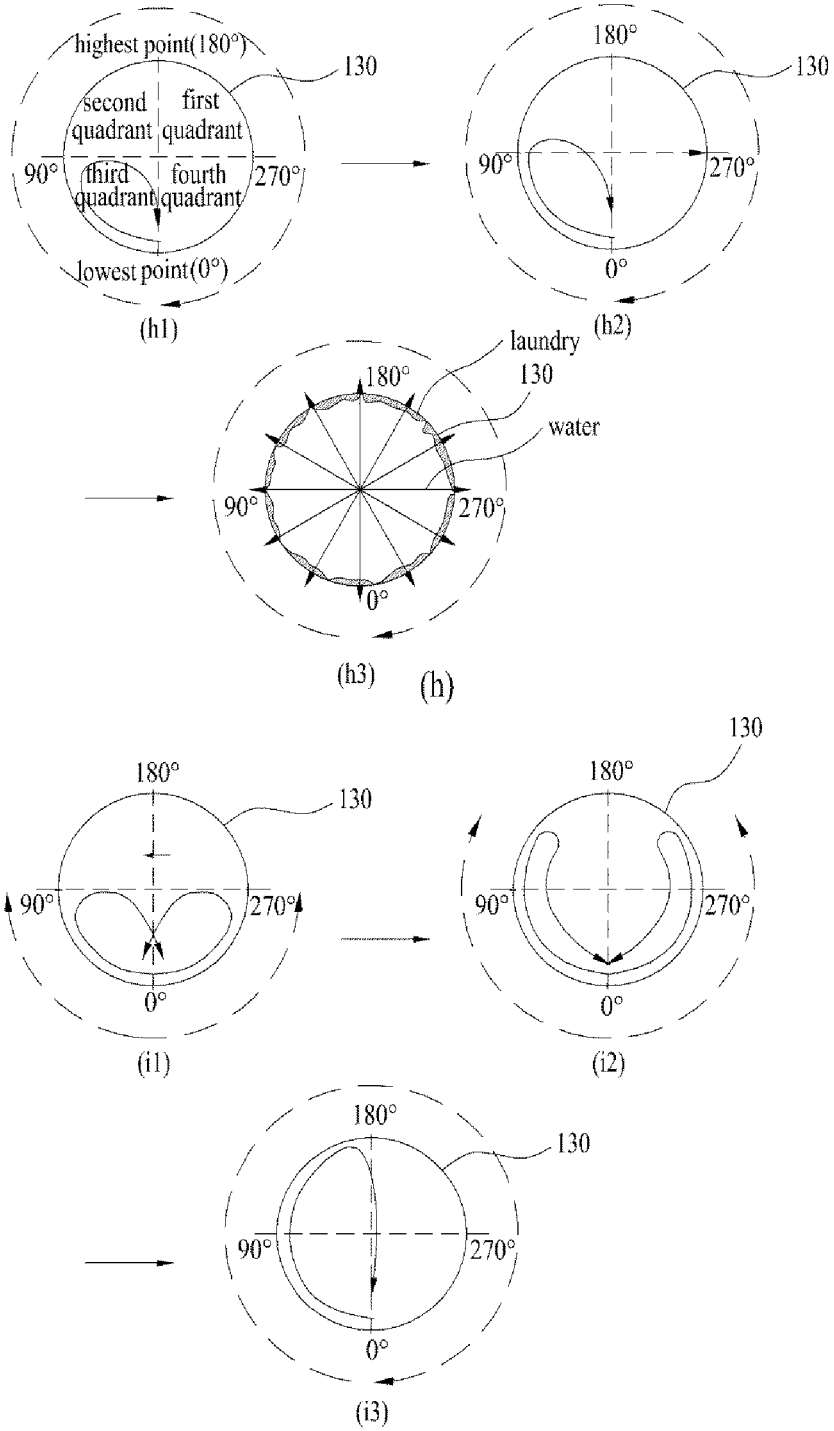 highest point(180°)
130
second quadrant
first quadrant
90°
270°
third quadrant
fourth quadrant
lowest point(0°)
(h1)
180°
130
90°
270°
0°
(h2)
laundry
180°
130
water
90°
270°
0°
(h3)
(h)
180°
130
90°
270°
0°
(i1)
130
180°
90°
270°
0°
(i2)
180°
130
90°
270°
0°
(i3)